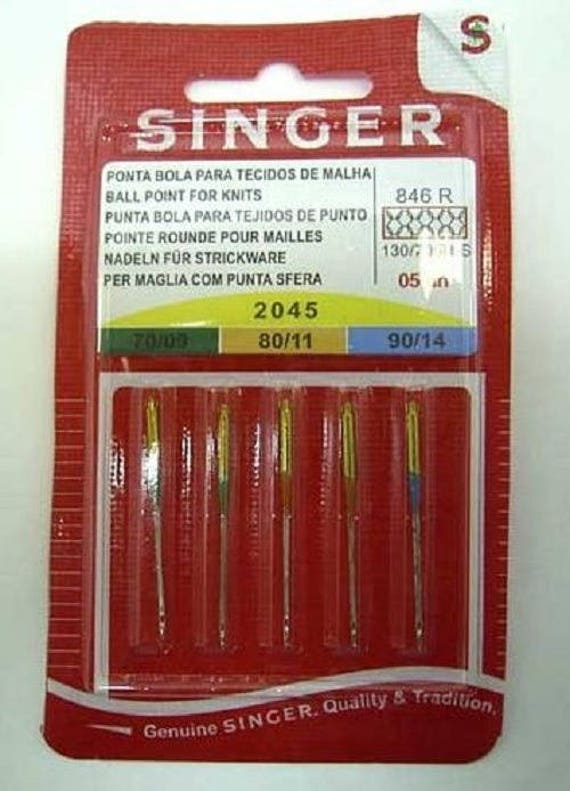 S
SINGER
PONTA BOLA PARA TECIDOS DE MALHA
BALL POINT FOR KNITS
PUNTA BOLA PARA TEJIDOS DE PUNTO
POINTE RONDE POUR MAILLES
NADELN FÜR STRICKWARE
PER MAGLIA COM PUNTA SFERA
846 R
05
2045
70/09 80/11 90/14
Genuine SINGER. Quality & Tradition.